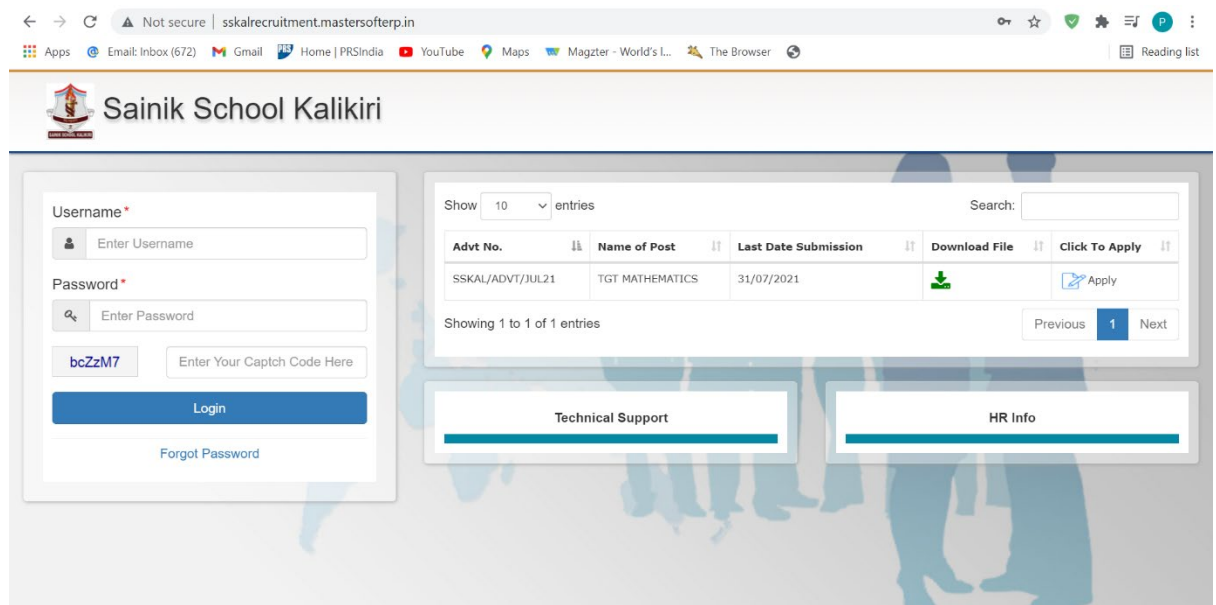 Not secure | sskalrecruitment.mastersofterp.in P
Apps Email: Inbox (672) Gmail PRS Home | PRSIndia YouTube Maps Magzter - World's l... The Browser Reading list
Sainik School Kalikiri
Username*
Enter Username
Password*
Enter Password
bcZzM7 Enter Your Captch Code Here
Login
Forgot Password
Show 10 entries Search:
Advt No. Name of Post Last Date Submission Download File Click To Apply
SSKAL/ADVT/JUL21 TGT MATHEMATICS 31/07/2021 Apply
Showing 1 to 1 of 1 entries Previous 1 Next
Technical Support HR Info